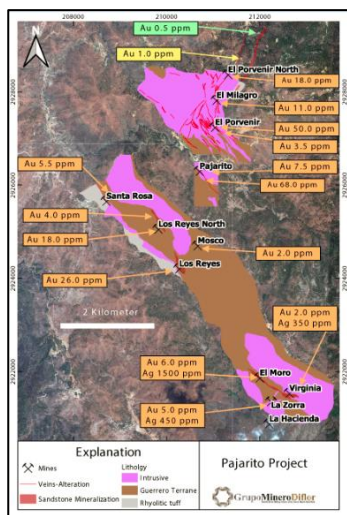 208000
210000
212000
Au 0.5 ppm
Au 1.0 ppm
El Porvenir North
Au 18.0 ppm
2928000
El Milagro
Au 11.0 ppm
El Porvenir
Au 50.0 ppm
Au 3.5 ppm
Pajarito
Au 7.5 ppm
Au 5.5 ppm
Au 68.0 ppm
2926000
Santa Rosa
Au 4.0 ppm
Los Reyes North
Au 18.0 ppm
Mosco
Au 2.0 ppm
Los Reyes
Au 26.0 ppm
2924000
2 Kilometer
Au 2.0 ppm
Ag 350 ppm
Au 6.0 ppm
Ag 1500 ppm
El Moro
2922000
Virginia
Au 5.0 ppm
Ag 450 ppm
La Zorra
La Hacienda
Explanation
Mines
Veins-Alteration
Sandstone Mineralization
Lithology
Intrusive
Guerrero Terrane
Rhyolitic tuff
Pajarito Project
GrupoMineroDifler